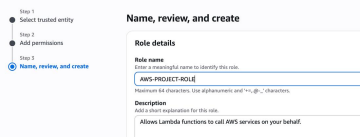 Step 1
Select trusted entity
Step 2
Add permissions
Step 3
Name, review, and create
Name, review, and create
Role details
Role name
Enter a meaningful name to identify this role.
AWS-PROJECT-ROLE
Maximum 64 characters. Use alphanumeric and '+=,.@-_' characters.
Description
Add a short explanation for this role.
Allows Lambda functions to call AWS services on your behalf.